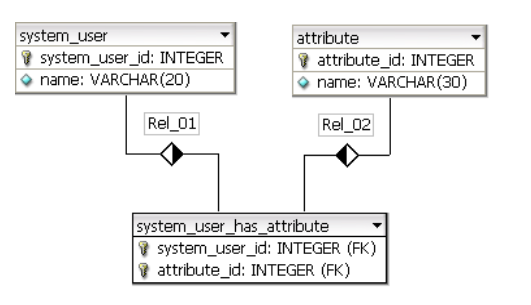 system_user
system_user_id: INTEGER
name: VARCHAR(20)
attribute
attribute_id: INTEGER
name: VARCHAR(30)
Rel_01
Rel_02
system_user_has_attribute
system_user_id: INTEGER (FK)
attribute_id: INTEGER (FK)